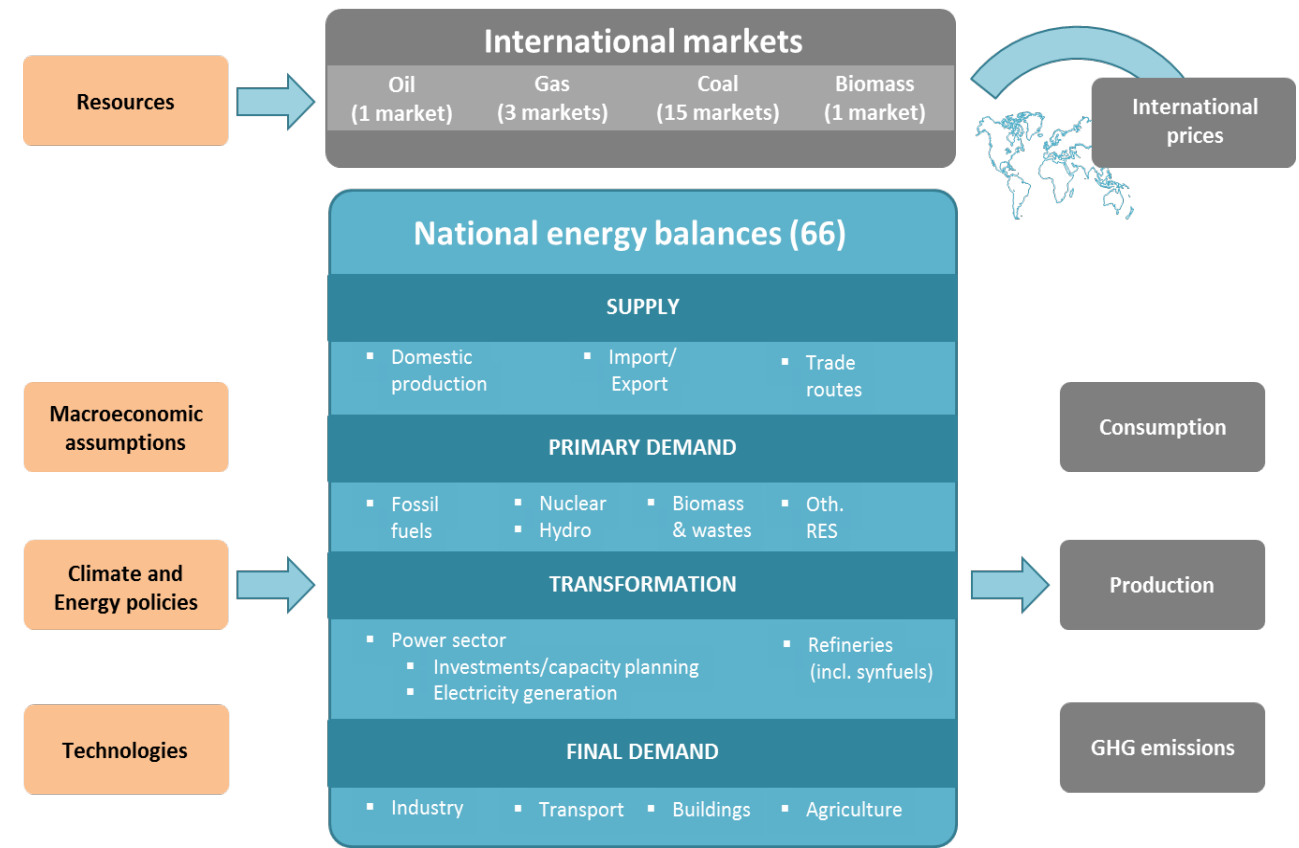 International markets
Resources
Oil
(1 market)
Gas
(3 markets)
Coal
(15 markets)
Biomass
(1 market)
International
prices
National energy balances (66)
SUPPLY
▪ Domestic
production
▪ Import/
Export
▪ Trade
routes
Macroeconomic
assumptions
PRIMARY DEMAND
Consumption
▪ Fossil
fuels
▪ Nuclear
▪ Hydro
▪ Biomass
& wastes
▪ Oth.
RES
Climate and
Energy policies
TRANSFORMATION
Production
▪ Power sector
▪ Investments/capacity planning
▪ Electricity generation
▪ Refineries
(incl. synfuels)
Technologies
FINAL DEMAND
GHG emissions
▪ Industry
▪ Transport
▪ Buildings
▪ Agriculture